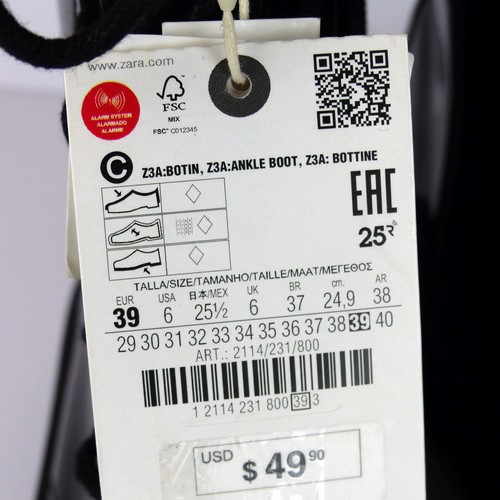 www.zara.com
ALARM SYSTEM
ALARMADO
ALARME
FSC
MIX
FSC™ C012345
C Z3A:BOTIN, Z3A:ANKLE BOOT, Z3A: BOTTINE
EAC
25R
TALLA/SIZE/TAMANHO/TAILLE/MAAT/ΜΕΓΕΘΟΣ
EUR USA 日本/MEX UK BR cm. AR
39 6 25½ 6 37 24,9 38
29 30 31 32 33 34 35 36 37 38 39 40
ART.: 2114/231/800
1 2114 231 800 39 3
USD $ 49 90